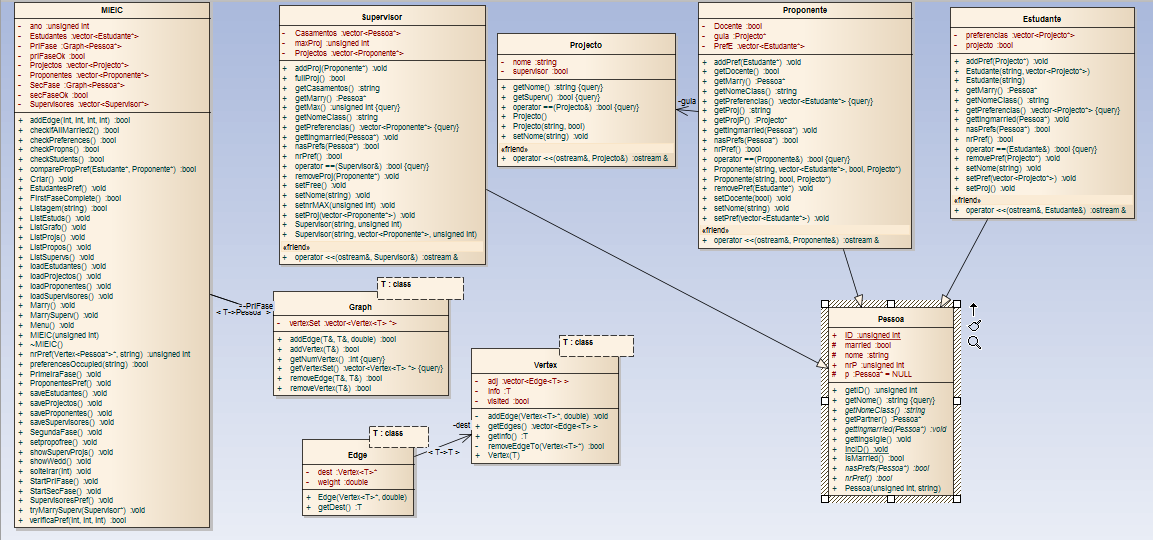 MIEIC
- ano :unsigned int
- Estudantes :vector<Estudante*>
- PriFase :Graph<Pessoa*>
- priFaseOk :bool
- Projectos :vector<Projecto*>
- Proponentes :vector<Proponente*>
- SecFase :Graph<Pessoa*>
- secFaseOk :bool
- Supervisores :vector<Supervisor*>
+ addEdge(int, int, int, int) :bool
+ checkifAllMarried2() :bool
+ checkPreferences() :bool
+ checkPropns() :bool
+ checkStudents() :bool
+ comparePropPref(Estudante*, Proponente*) :bool
+ Criar() :void
+ EstudantesPref() :void
+ FirstFaseComplete() :bool
+ Listagem(string) :bool
+ ListEstuds() :void
+ ListGrafo() :void
+ ListProjs() :void
+ ListPropos() :void
+ ListSupervs() :void
+ loadEstudantes() :void
+ loadProjectos() :void
+ loadProponentes() :void
+ loadSupervisores() :void
+ Marry() :void
+ MarrySuperv() :void
+ Menu() :void
+ MIEIC(unsigned int)
+ ~MIEIC()
+ nrPref(Vertex<Pessoa*>*, string) :unsigned int
+ preferencesOccupied(string) :bool
+ PrimeiraFase() :bool
+ ProponentesPref() :void
+ saveEstudantes() :void
+ saveProjectos() :void
+ saveProponentes() :void
+ saveSupervisores() :void
+ SegundaFase() :bool
+ setpropofree() :void
+ showSupervProjs() :void
+ showWedd() :void
+ solteirar(int) :void
+ StartPriFase() :void
+ StartSecFase() :void
+ SupervisoresPref() :void
+ tryMarrySuperv(Supervisor*) :void
+ verificaPref(int, int, int) :bool
Supervisor
- Casamentos :vector<Pessoa*>
- maxProj :unsigned int
- Projectos :vector<Proponente*>
+ addProj(Proponente*) :void
+ fullProj() :bool
+ getCasamentos() :string
+ getMarry() :Pessoa*
+ getMax() :unsigned int {query}
+ getNomeClass() :string
+ getPreferencias() :vector<Proponente*> {query}
+ gettingmarried(Pessoa*) :void
+ nasPrefs(Pessoa*) :bool
+ nrPref() :bool
+ operator ==(Supervisor&) :bool {query}
+ removeProj(Proponente*) :void
+ setFree() :void
+ setNome(string) :void
+ setnrMAX(unsigned int) :void
+ setProj(vector<Proponente*>) :void
+ Supervisor(string, unsigned int)
+ Supervisor(string, vector<Proponente*>, unsigned int)
«friend»
+ operator <<(ostream&, Supervisor&) :ostream &
Projecto
- nome :string
- supervisor :bool
+ getNome() :string {query}
+ getSuperv() :bool {query}
+ operator ==(Projecto&) :bool {query}
+ Projecto()
+ Projecto(string, bool)
+ setNome(string) :void
«friend»
+ operator <<(ostream&, Projecto&) :ostream &
-guia
Proponente
- Docente :bool
- guia :Projecto*
- PrefE :vector<Estudante*>
+ addPref(Estudante*) :void
+ getDocente() :bool
+ getMarry() :Pessoa*
+ getNomeClass() :string
+ getPreferencias() :vector<Estudante*> {query}
+ getProj() :string
+ getProjP() :Projecto*
+ gettingmarried(Pessoa*) :void
+ nasPrefs(Pessoa*) :bool
+ nrPref() :bool
+ operator ==(Proponente&) :bool {query}
+ Proponente(string, vector<Estudante*>, bool, Projecto*)
+ Proponente(string, bool, Projecto*)
+ removePref(Estudante*) :void
+ setDocente(bool) :void
+ setNome(string) :void
+ setPref(vector<Estudante*>) :void
«friend»
+ operator <<(ostream&, Proponente&) :ostream &
Estudante
- preferencias :vector<Projecto*>
- projecto :bool
+ addPref(Projecto*) :void
+ Estudante(string, vector<Projecto*>)
+ Estudante(string)
+ getMarry() :Pessoa*
+ getNomeClass() :string
+ getPreferencias() :vector<Projecto*> {query}
+ gettingmarried(Pessoa*) :void
+ nasPrefs(Pessoa*) :bool
+ nrPref() :bool
+ operator ==(Estudante&) :bool {query}
+ removePref(Projecto*) :void
+ setNome(string) :void
+ setPref(vector<Projecto*>) :void
+ setProj() :void
«friend»
+ operator <<(ostream&, Estudante&) :ostream &
-PriFase
< T->Pessoa* >
T : class
Graph
- vertexSet :vector<Vertex<T> *>
+ addEdge(T&, T&, double) :bool
+ addVertex(T&) :bool
+ getNumVertex() :int {query}
+ getVertexSet() :vector<Vertex<T> *> {query}
+ removeEdge(T&, T&) :bool
+ removeVertex(T&) :bool
T : class
Vertex
- adj :vector<Edge<T> >
- info :T
- visited :bool
+ addEdge(Vertex<T>*, double) :void
+ getEdges() :vector<Edge<T> >
+ getInfo() :T
- removeEdgeTo(Vertex<T>*) :bool
+ Vertex(T)
-dest
< T->T >
T : class
Edge
- dest :Vertex<T>*
- weight :double
+ Edge(Vertex<T>*, double)
+ getDest() :T
Pessoa
+ ID :unsigned int
# married :bool
# nome :string
# nrP :unsigned int
# p :Pessoa* = NULL
+ getID() :unsigned int
+ getNome() :string {query}
+ getNomeClass() :string
+ getPartner() :Pessoa*
+ gettingmarried(Pessoa*) :void
+ gettingsigle() :void
+ incID() :void
+ isMarried() :bool
+ nasPrefs(Pessoa*) :bool
+ nrPref() :bool
+ Pessoa(unsigned int, string)